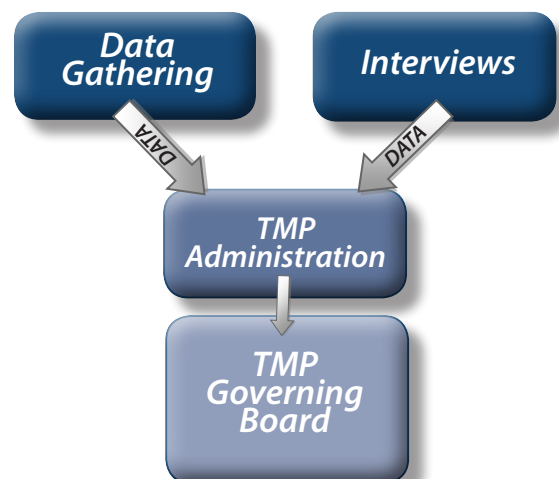 Data
Gathering
Interviews
DATA
DATA
TMP
Administration
TMP
Governing
Board